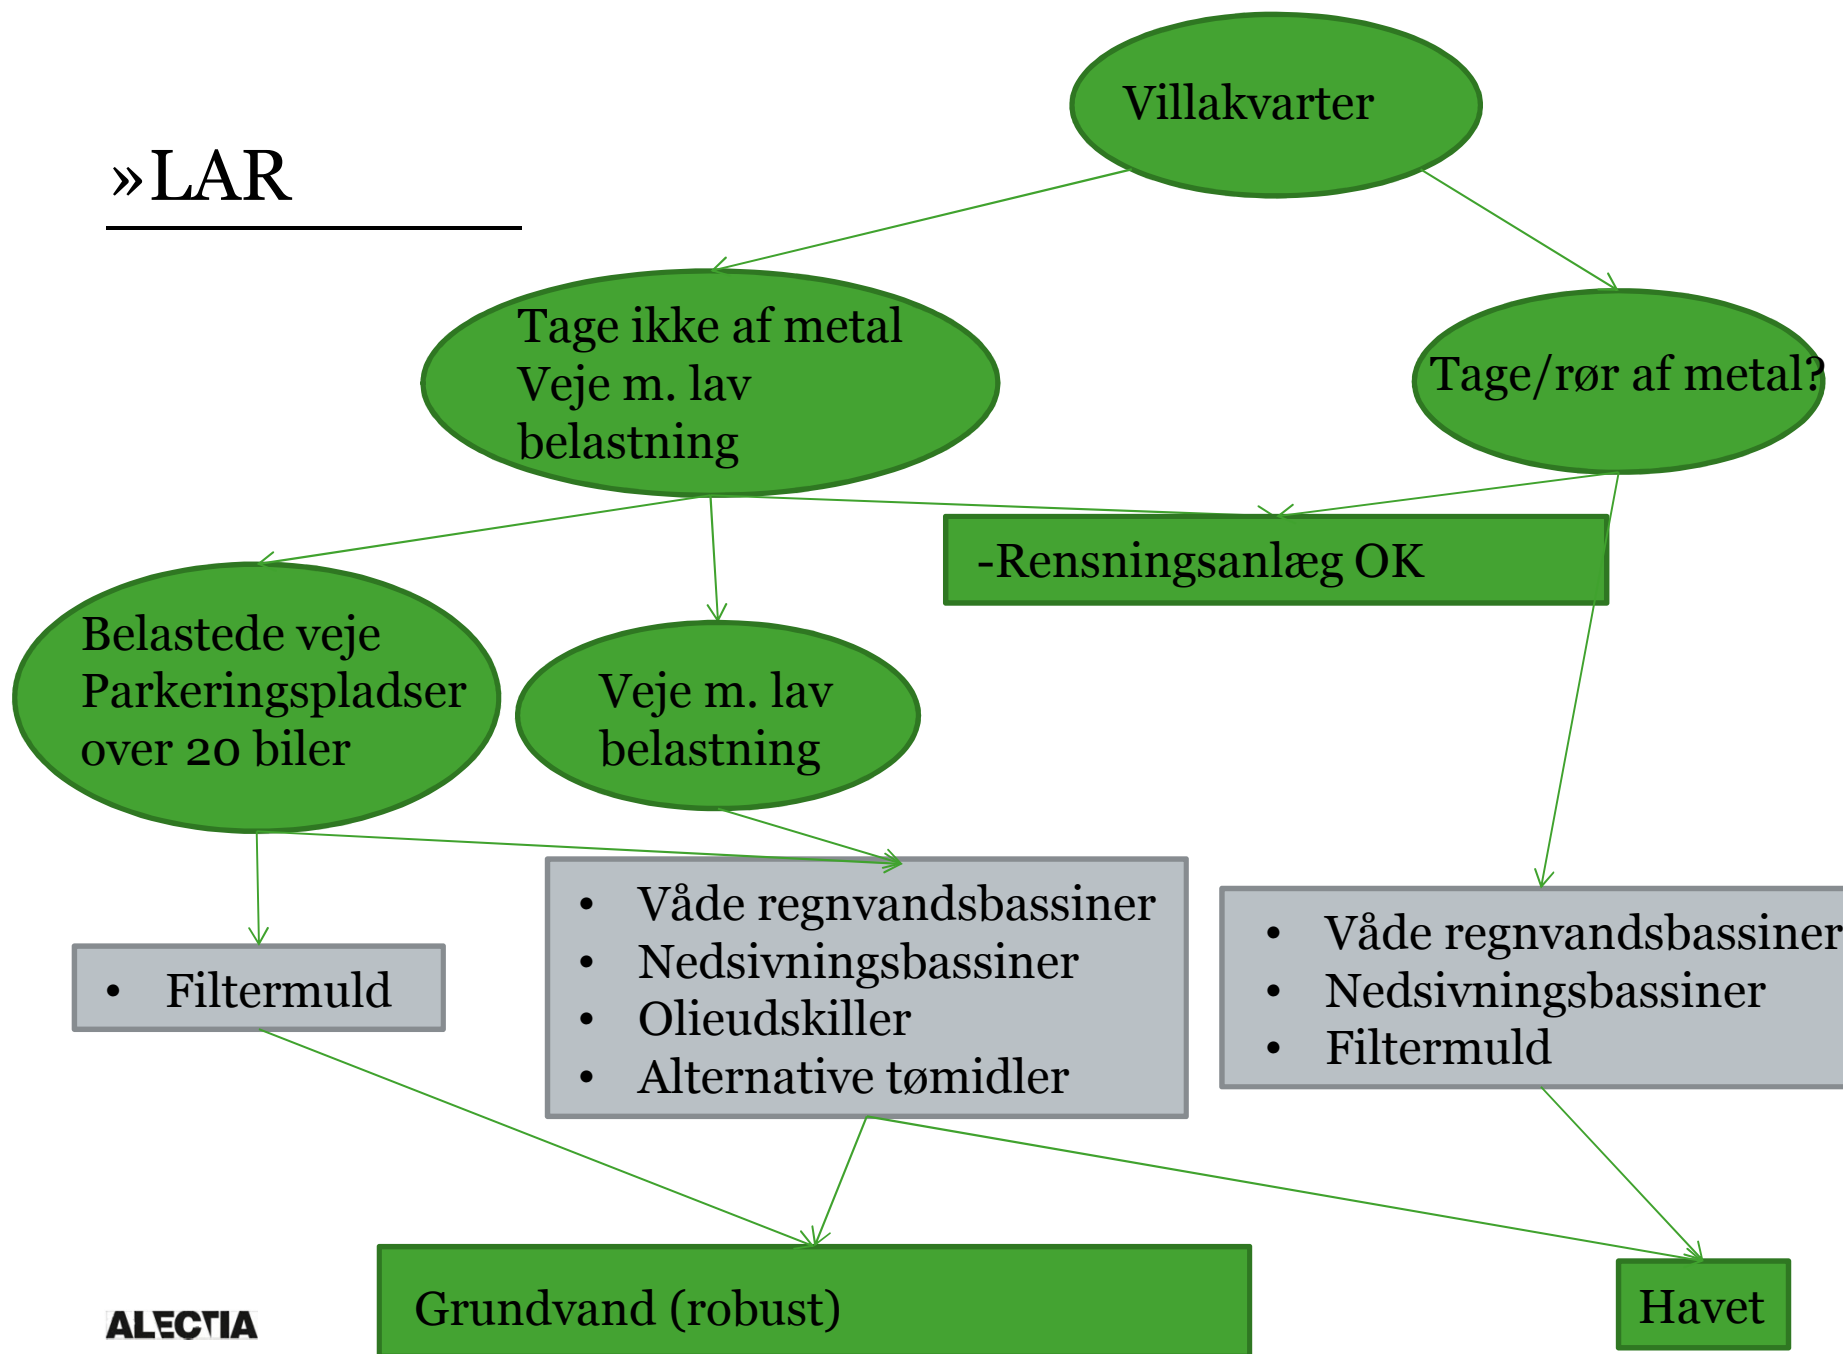 Villakvarter
»LAR
Tage ikke af metal
Veje m. lav
belastning
Tage/rør af metal?
-Rensningsanlæg OK
Belastede veje
Parkeringspladser
over 20 biler
Veje m. lav
belastning
• Filtermuld
• Våde regnvandsbassiner
• Nedsivningsbassiner
• Olieudskiller
• Alternative tømidler
• Våde regnvandsbassiner
• Nedsivningsbassiner
• Filtermuld
Grundvand (robust)
Havet
ALECTIA